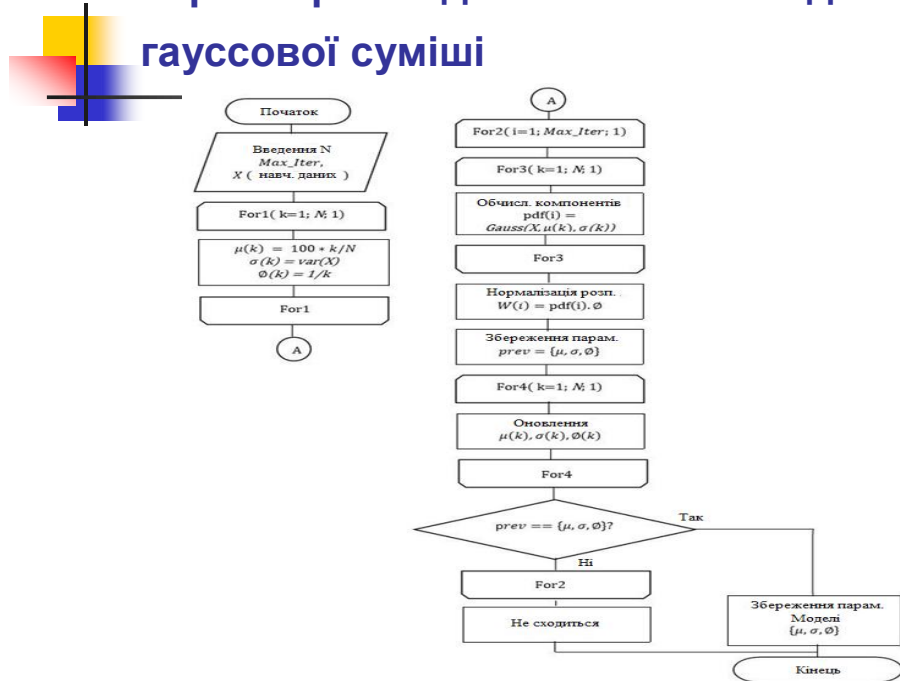 гауссової суміші
Початок
Введення N
Max_Iter,
X ( навч. даних )
For1( k=1; N; 1)
μ(k) = 100 * k/N
σ(k) = var(X)
Ø(k) = 1/k
For1
A
A
For2( i=1; Max_Iter; 1)
For3( k=1; N; 1)
Обчисл. компонентів
pdf(i) =
Gauss(X, μ(k), σ(k))
For3
Нормалізація розп.
W(i) = pdf(i). Ø
Збереження парам.
prev = {μ, σ, Ø}
For4( k=1; N; 1)
Оновлення
μ(k), σ(k), Ø(k)
For4
prev == {μ, σ, Ø}?
Так
Ні
For2
Не сходиться
Збереження парам.
Моделі
{μ, σ, Ø}
Кінець